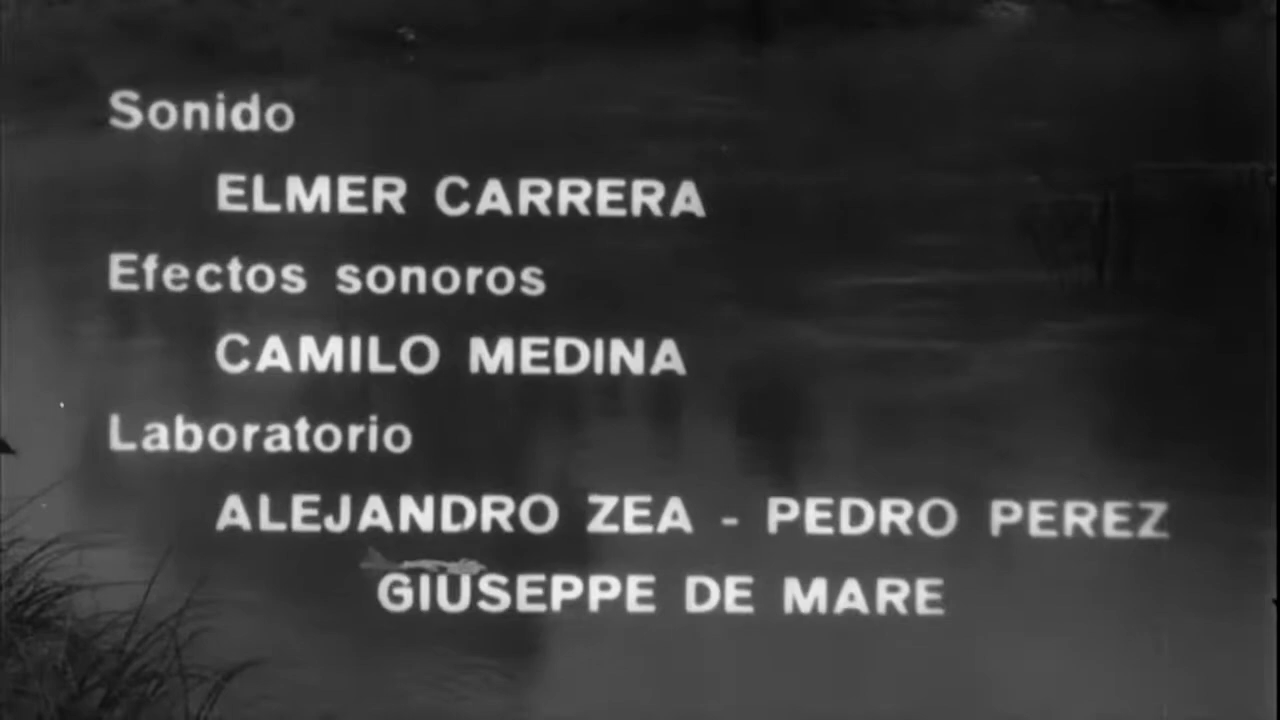 Sonido
ELMER CARRERA
Efectos sonoros
CAMILO MEDINA
Laboratorio
ALEJANDRO ZEA - PEDRO PEREZ
GIUSEPPE DE MARE